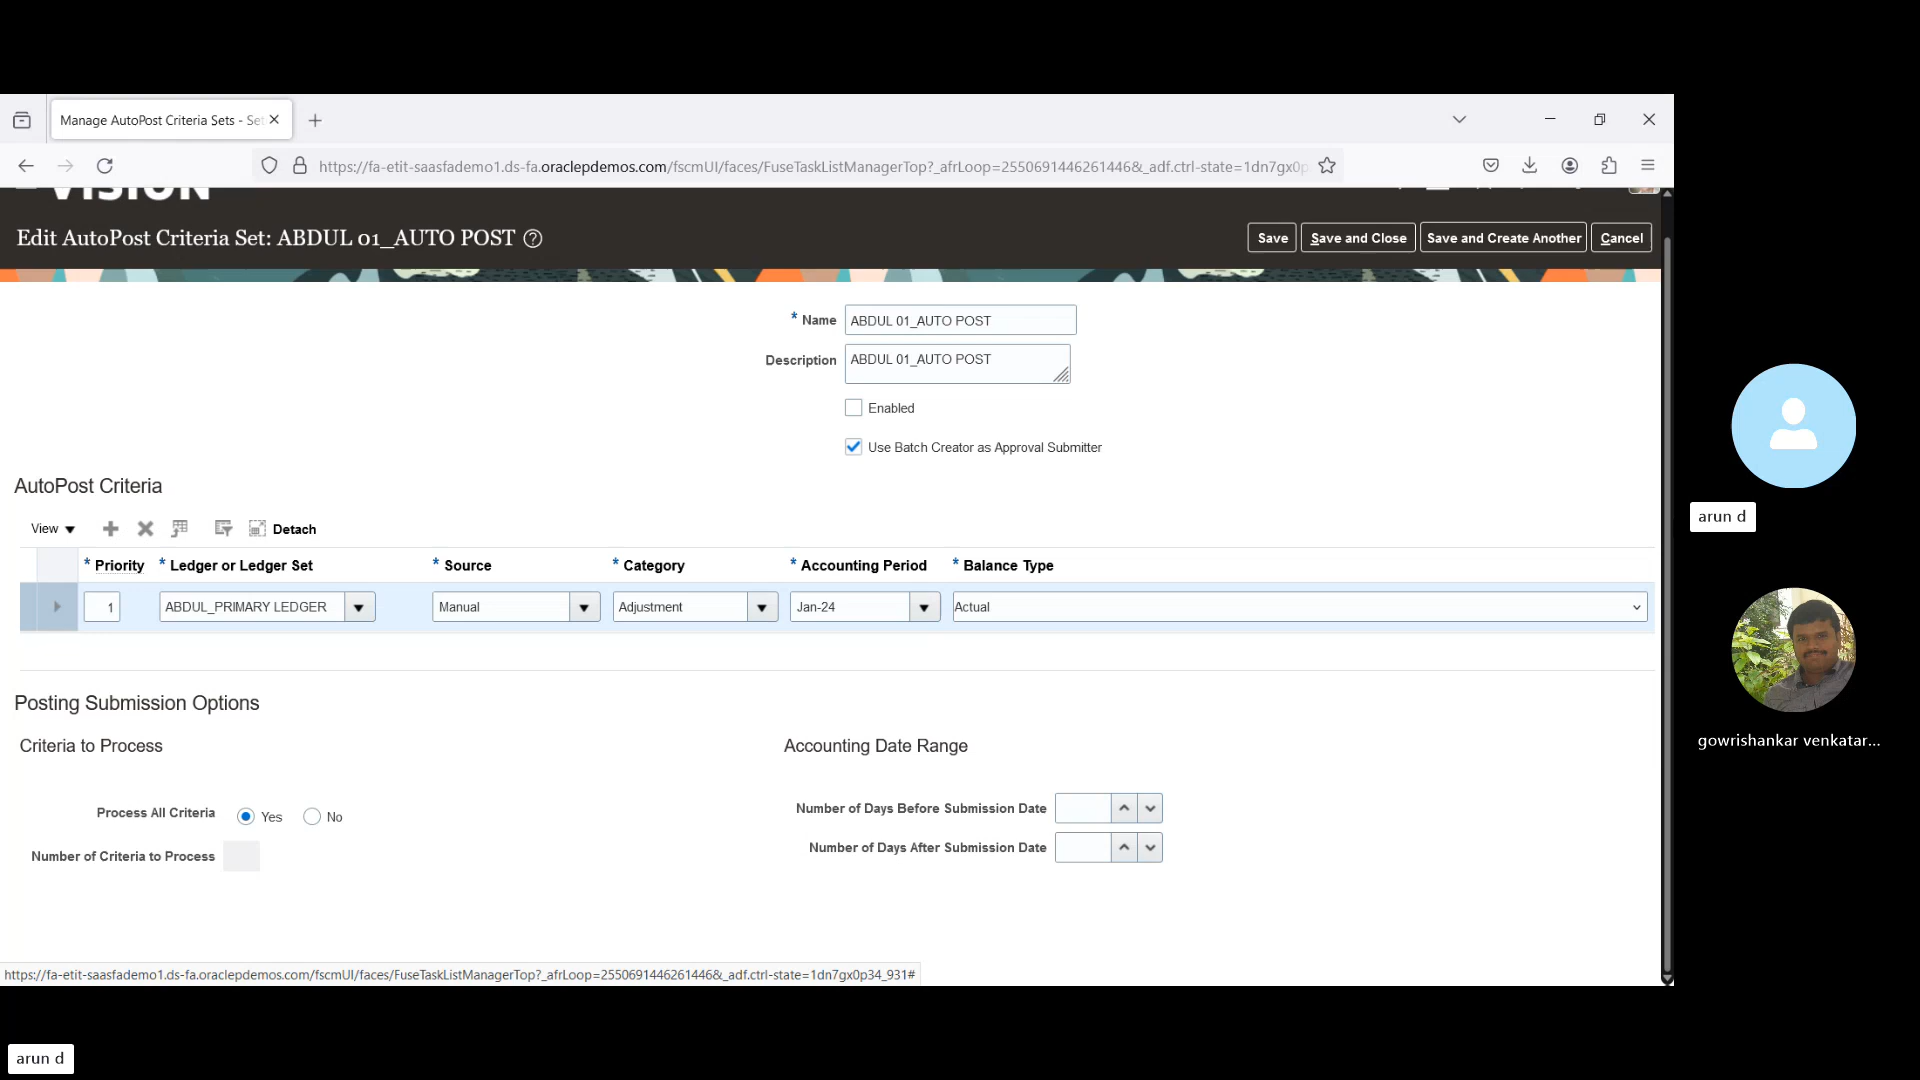 Manage AutoPost Criteria Sets - Set
https://fa-etit-saasfademo1.ds-fa.oraclepdemos.com/fscmUI/faces/FuseTaskListManagerTop?_afrLoop=2550691446261446&_adf.ctrl-state=1dn7gx0p
VISION
Edit AutoPost Criteria Set: ABDUL 01_AUTO POST
Save Save and Close Save and Create Another Cancel
* Name ABDUL 01_AUTO POST
Description ABDUL 01_AUTO POST
Enabled
Use Batch Creator as Approval Submitter
AutoPost Criteria
View Detach
* Priority * Ledger or Ledger Set * Source * Category * Accounting Period * Balance Type
1 ABDUL_PRIMARY LEDGER Manual Adjustment Jan-24 Actual
Posting Submission Options
Criteria to Process Accounting Date Range
Process All Criteria Yes No
Number of Days Before Submission Date
Number of Criteria to Process
Number of Days After Submission Date
https://fa-etit-saasfademo1.ds-fa.oraclepdemos.com/fscmUI/faces/FuseTaskListManagerTop?_afrLoop=2550691446261446&_adf.ctrl-state=1dn7gx0p34_931#
arun d
gowrishankar venkatar...
arun d